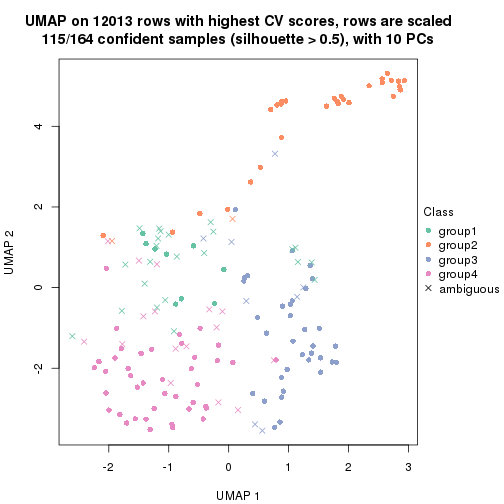 UMAP on 12013 rows with highest CV scores, rows are scaled
115/164 confident samples (silhouette > 0.5), with 10 PCs
4
2
0
-2
UMAP 2
-2
-1
0
1
2
3
UMAP 1
Class
group1
group2
group3
group4
ambiguous